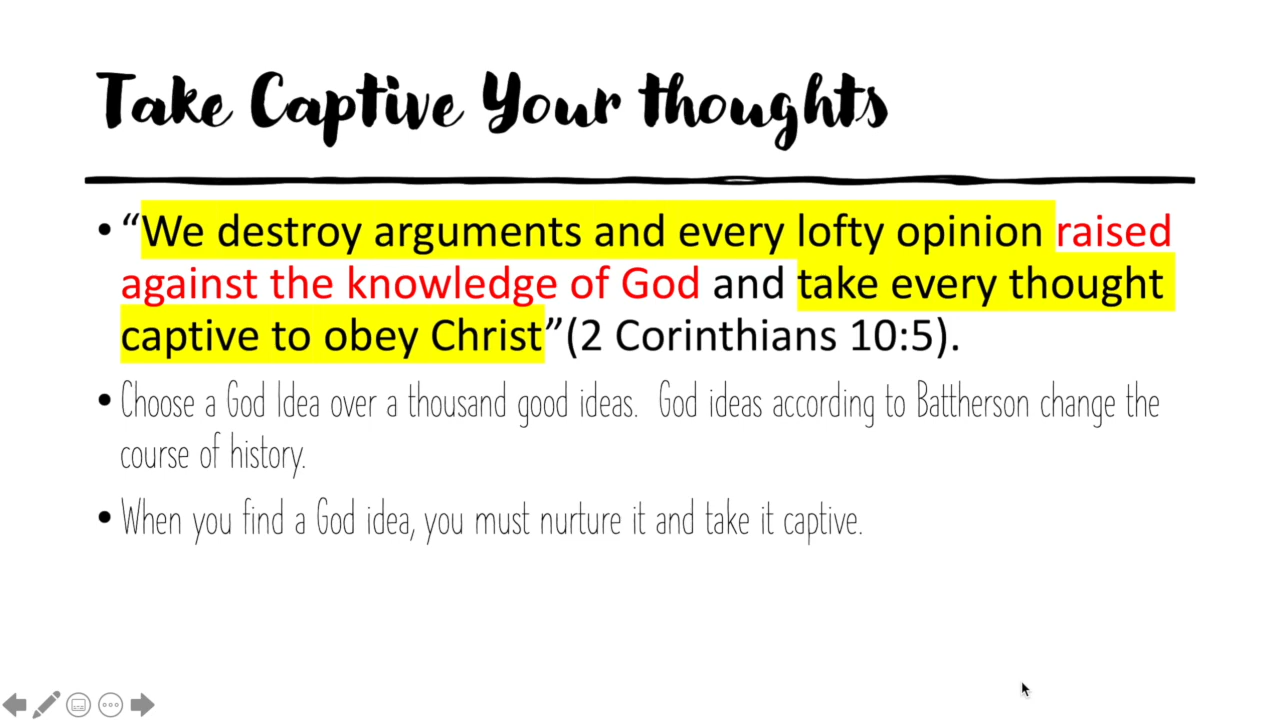 Take Captive Your thoughts
• “We destroy arguments and every lofty opinion raised
against the knowledge of God and take every thought
captive to obey Christ”(2 Corinthians 10:5).
• Choose a God Idea over a thousand good ideas.  God ideas according to Battherson change the
course of history.
• When you find a God idea, you must nurture it and take it captive.